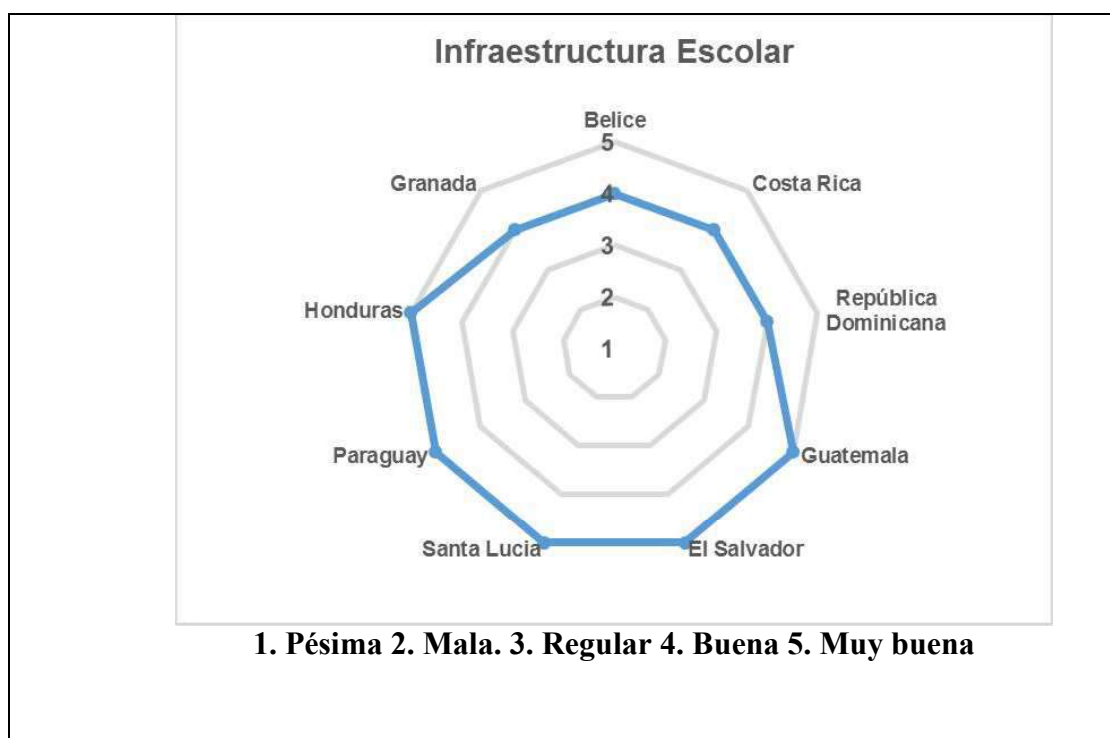 Infraestructura Escolar
Belice
5
Granada
Costa Rica
4
3
República
Dominicana
Honduras
2
1
Paraguay
Guatemala
Santa Lucia
El Salvador
1. Pésima 2. Mala. 3. Regular 4. Buena 5. Muy buena